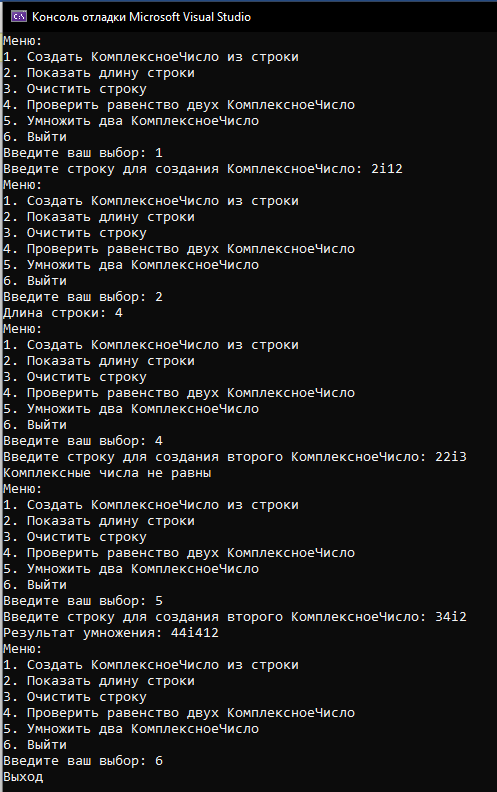 Консоль отладки Microsoft Visual Studio
Меню:
1. Создать КомплексноеЧисло из строки
2. Показать длину строки
3. Очистить строку
4. Проверить равенство двух КомплексноеЧисло
5. Умножить два КомплексноеЧисло
6. Выйти
Введите ваш выбор: 1
Введите строку для создания КомплексноеЧисло: 2i12
Меню:
1. Создать КомплексноеЧисло из строки
2. Показать длину строки
3. Очистить строку
4. Проверить равенство двух КомплексноеЧисло
5. Умножить два КомплексноеЧисло
6. Выйти
Введите ваш выбор: 2
Длина строки: 4
Меню:
1. Создать КомплексноеЧисло из строки
2. Показать длину строки
3. Очистить строку
4. Проверить равенство двух КомплексноеЧисло
5. Умножить два КомплексноеЧисло
6. Выйти
Введите ваш выбор: 4
Введите строку для создания второго КомплексноеЧисло: 22i3
Комплексные числа не равны
Меню:
1. Создать КомплексноеЧисло из строки
2. Показать длину строки
3. Очистить строку
4. Проверить равенство двух КомплексноеЧисло
5. Умножить два КомплексноеЧисло
6. Выйти
Введите ваш выбор: 5
Введите строку для создания второго КомплексноеЧисло: 34i2
Результат умножения: 44i412
Меню:
1. Создать КомплексноеЧисло из строки
2. Показать длину строки
3. Очистить строку
4. Проверить равенство двух КомплексноеЧисло
5. Умножить два КомплексноеЧисло
6. Выйти
Введите ваш выбор: 6
Выход